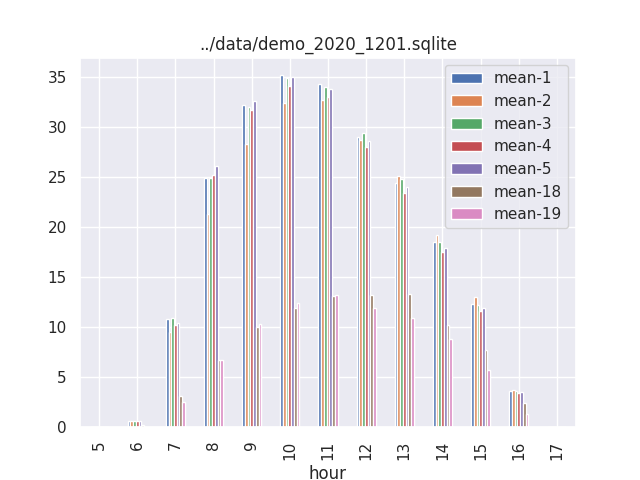 ../data/demo_2020_1201.sqlite
35
30
25
20
15
10
5
0
mean-1
mean-2
mean-3
mean-4
mean-5
mean-18
mean-19
5 6 7 8 9 10 11 12 13 14 15 16 17
hour